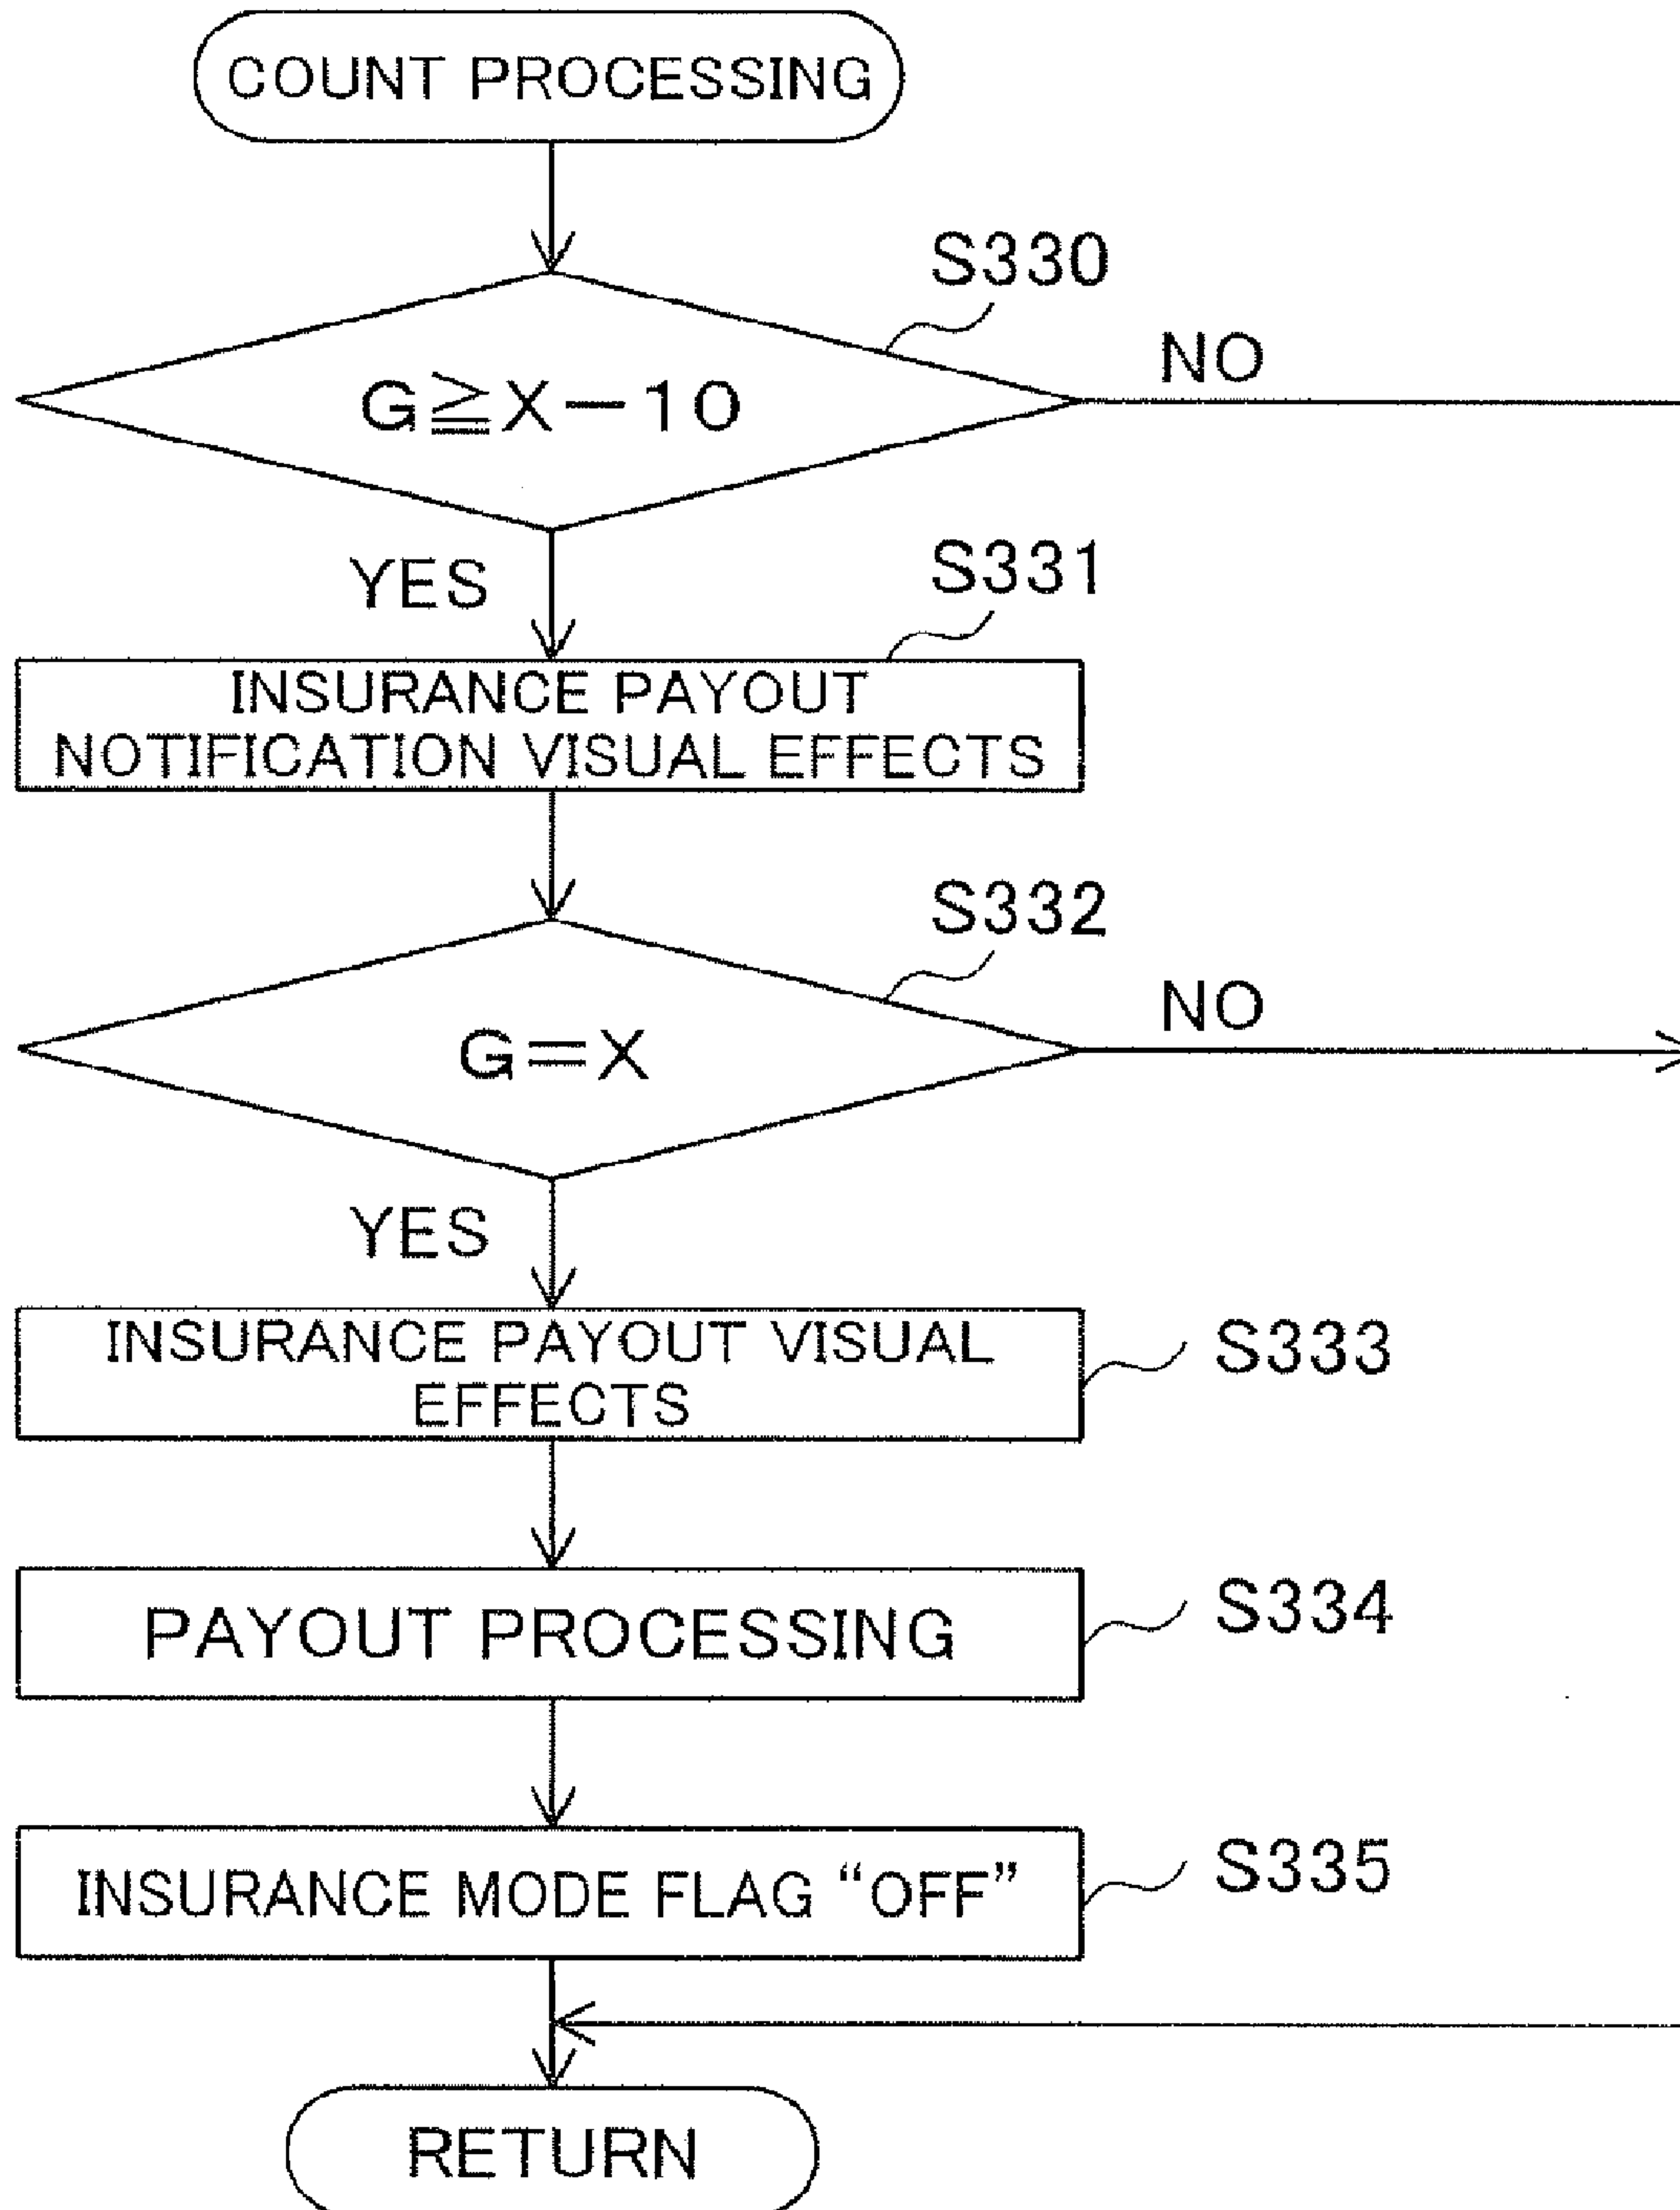 COUNT PROCESSING
S330
G≧X−10
NO
YES
S331
INSURANCE PAYOUT
NOTIFICATION VISUAL EFFECTS
S332
G=X
NO
YES
INSURANCE PAYOUT VISUAL
EFFECTS
S333
PAYOUT PROCESSING
S334
INSURANCE MODE FLAG “OFF”
S335
RETURN